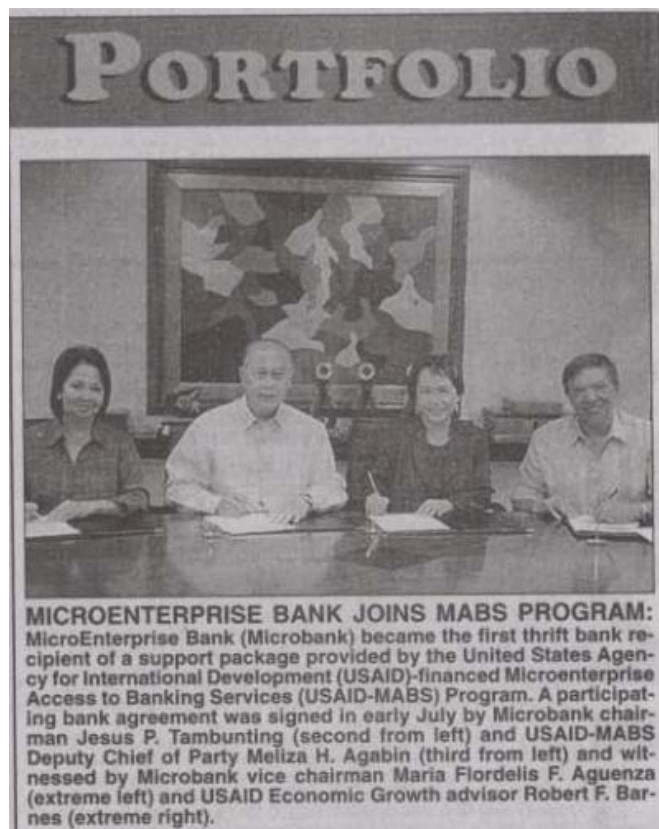 PORTFOLIO
MICROENTERPRISE BANK JOINS MABS PROGRAM:
MicroEnterprise Bank (Microbank) became the first thrift bank re-
cipient of a support package provided by the United States Agen-
cy for International Development (USAID)-financed Microenterprise
Access to Banking Services (USAID-MABS) Program. A participat-
ing bank agreement was signed in early July by Microbank chair-
man Jesus P. Tambunting (second from left) and USAID-MABS
Deputy Chief of Party Meliza H. Agabin (third from left) and wit-
nessed by Microbank vice chairman Maria Flordelis F. Aguenza
(extreme left) and USAID Economic Growth advisor Robert F. Bar-
nes (extreme right).